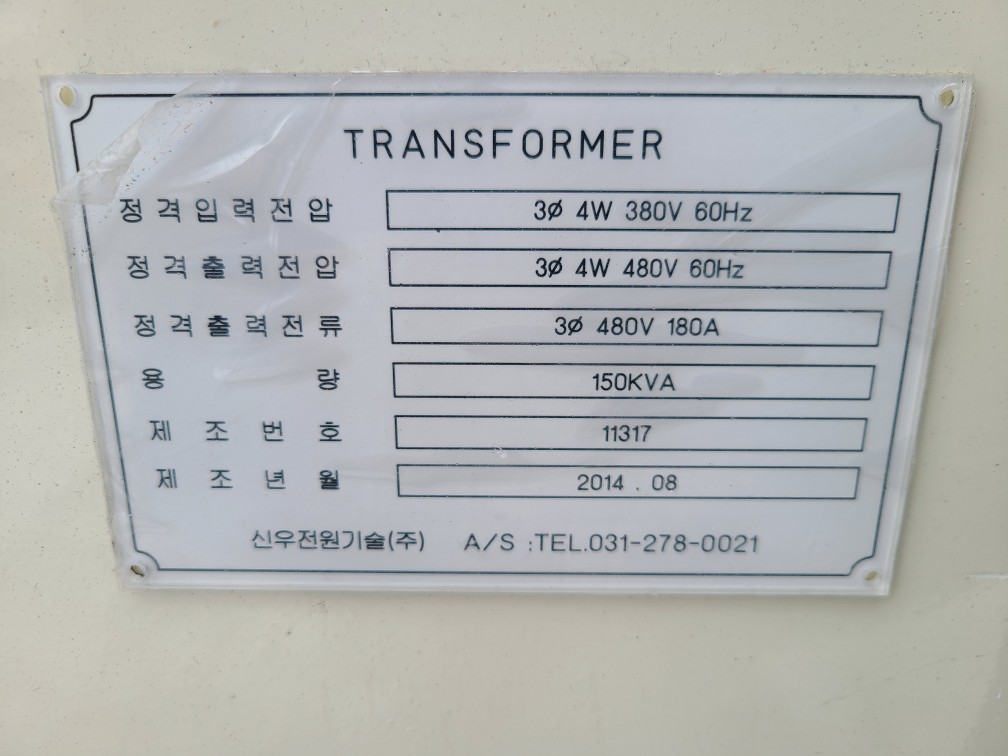 TRANSFORMER
정격입력전압 3Ø 4W 380V 60Hz
정격출력전압 3Ø 4W 480V 60Hz
정격출력전류 3Ø 480V 180A
용량 150KVA
제조번호 11317
제조년월 2014 . 08
신우전원기술(주) A/S :TEL.031-278-0021